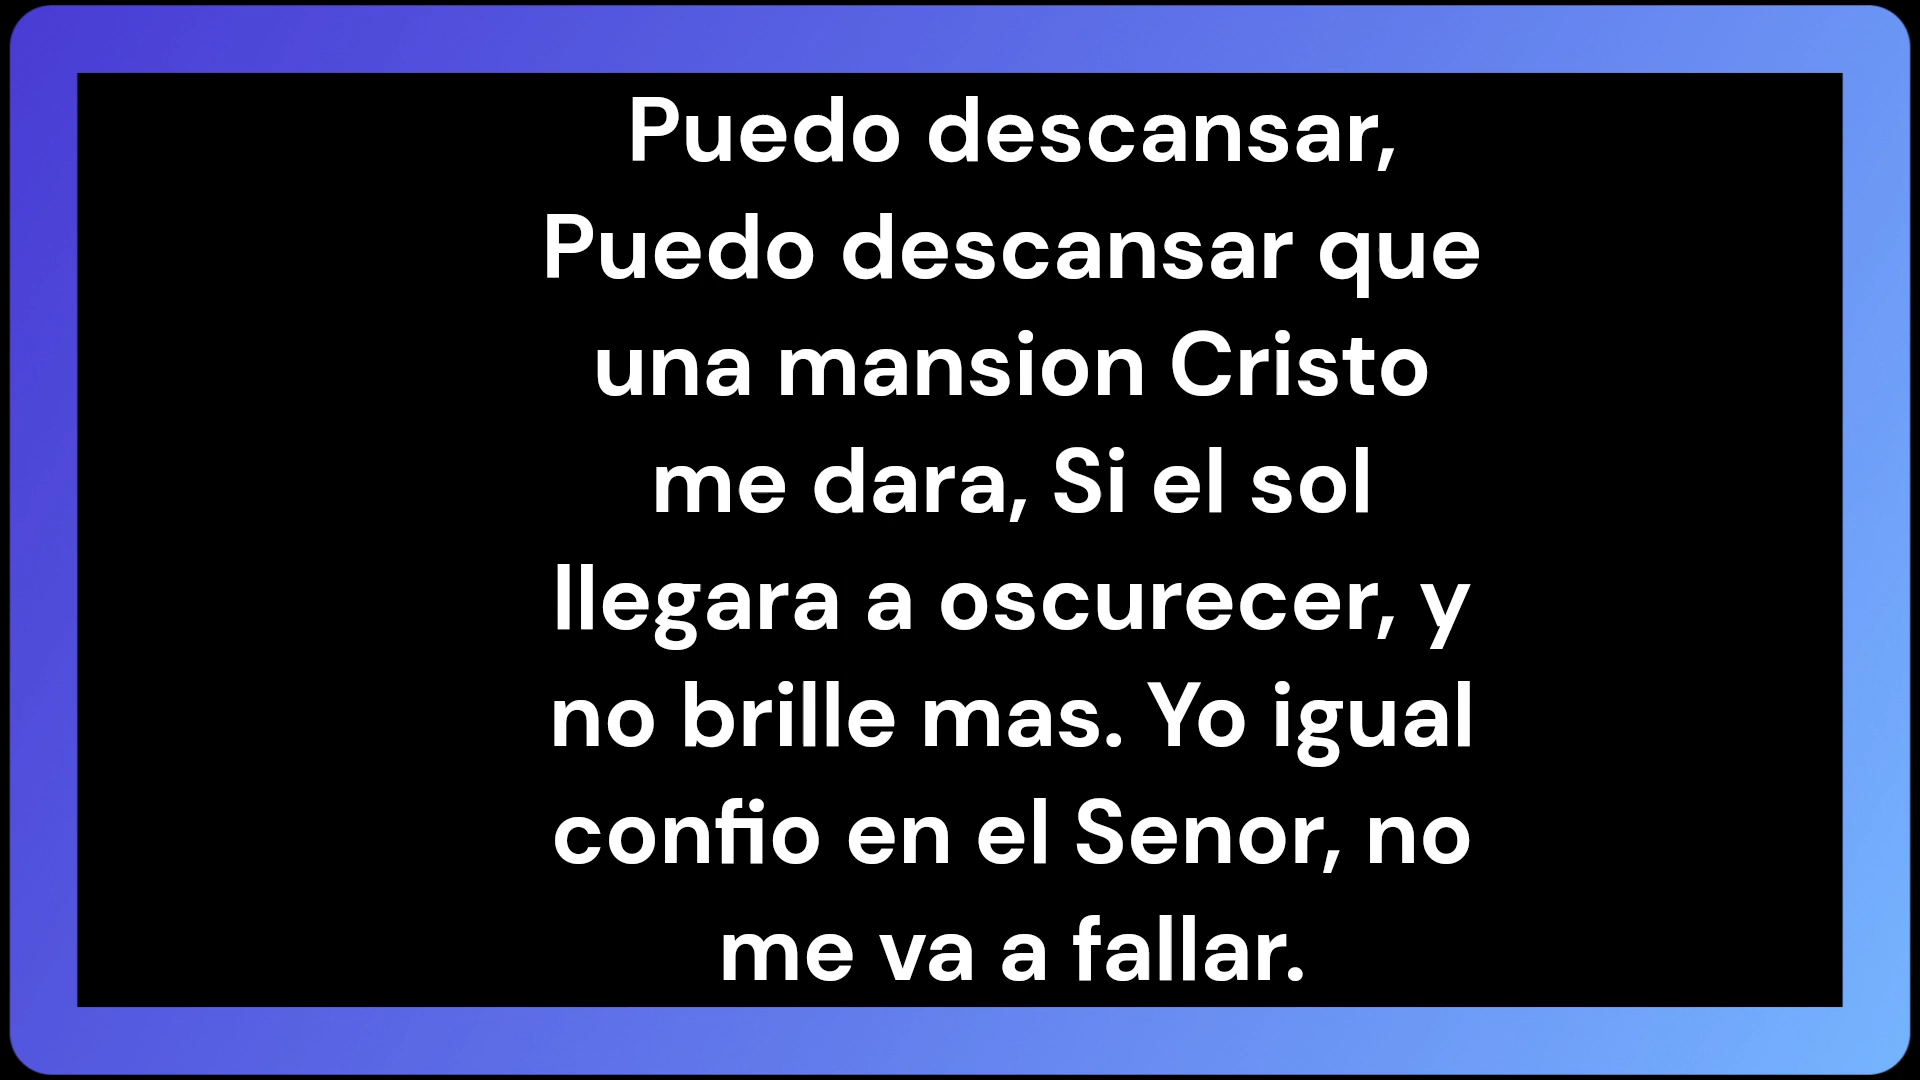 Puedo descansar,
Puedo descansar que
una mansion Cristo
me dara, Si el sol
llegara a oscurecer, y
no brille mas. Yo igual
confio en el Senor, no
me va a fallar.